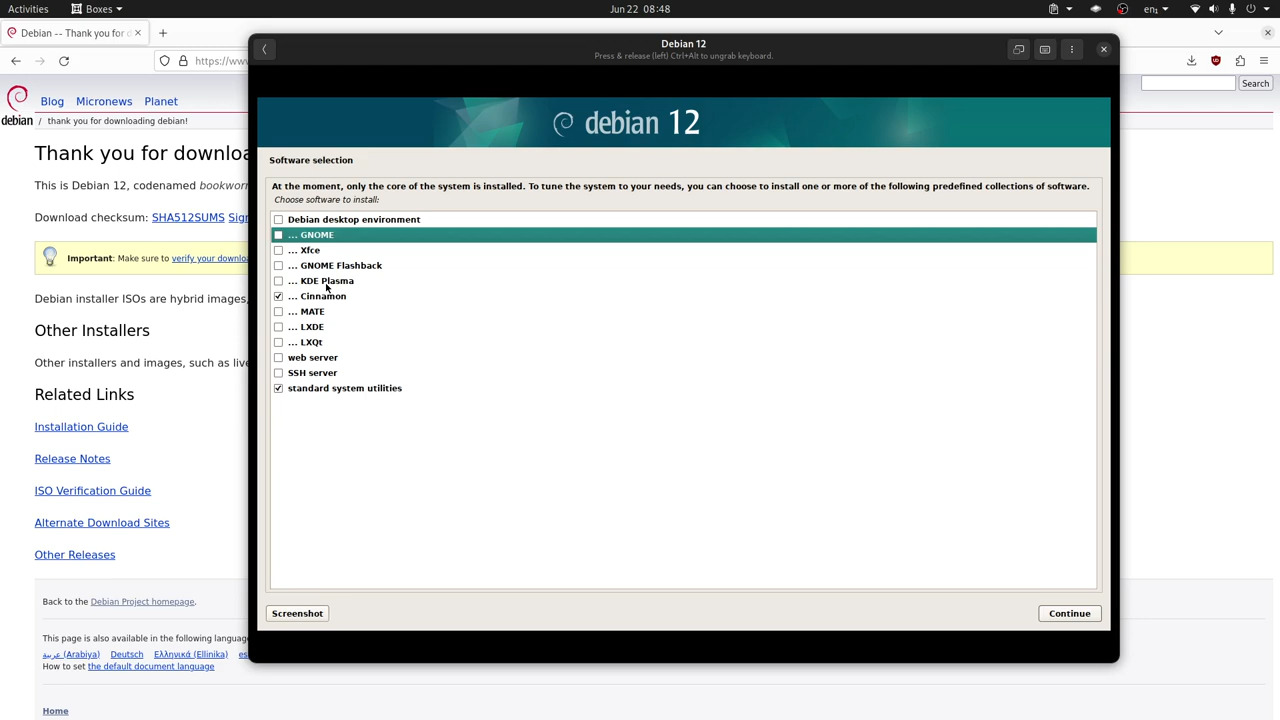 Activities
Boxes
Jun 22 08:48
en₁
Debian -- Thank you for d
https://www
Debian 12
Press & release (left) Ctrl+Alt to ungrab keyboard.
debian
Blog
Micronews
Planet
Search
/ thank you for downloading debian!
Thank you for downloa
This is Debian 12, codenamed bookwor
Download checksum: SHA512SUMS Sign
Important: Make sure to verify your downloa
Debian installer ISOs are hybrid images,
Other Installers
Other installers and images, such as live
Related Links
Installation Guide
Release Notes
ISO Verification Guide
Alternate Download Sites
Other Releases
Back to the Debian Project homepage.
This page is also available in the following language
عربية (Arabiya) Deutsch Ελληνικά (Ellinika) es
How to set the default document language
Home
debian 12
Software selection
At the moment, only the core of the system is installed. To tune the system to your needs, you can choose to install one or more of the following predefined collections of software.
Choose software to install:
Debian desktop environment
... GNOME
... Xfce
... GNOME Flashback
... KDE Plasma
... Cinnamon
... MATE
... LXDE
... LXQt
web server
SSH server
standard system utilities
Screenshot
Continue